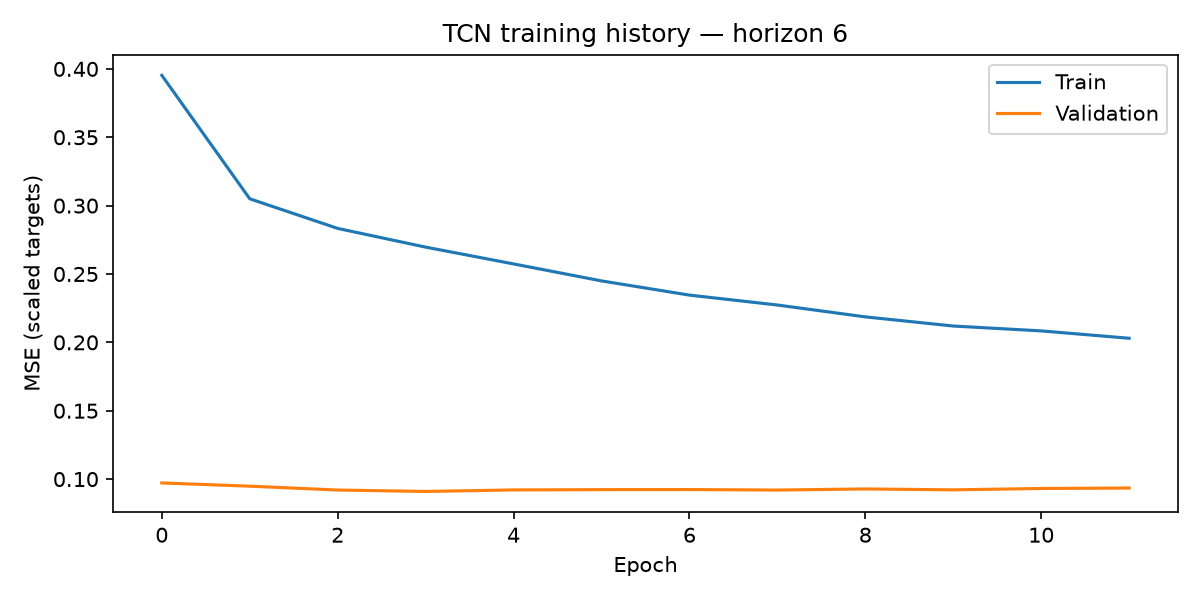 TCN training history — horizon 6
Train
Validation
MSE (scaled targets)
0.40
0.35
0.30
0.25
0.20
0.15
0.10
0
2
4
6
8
10
Epoch